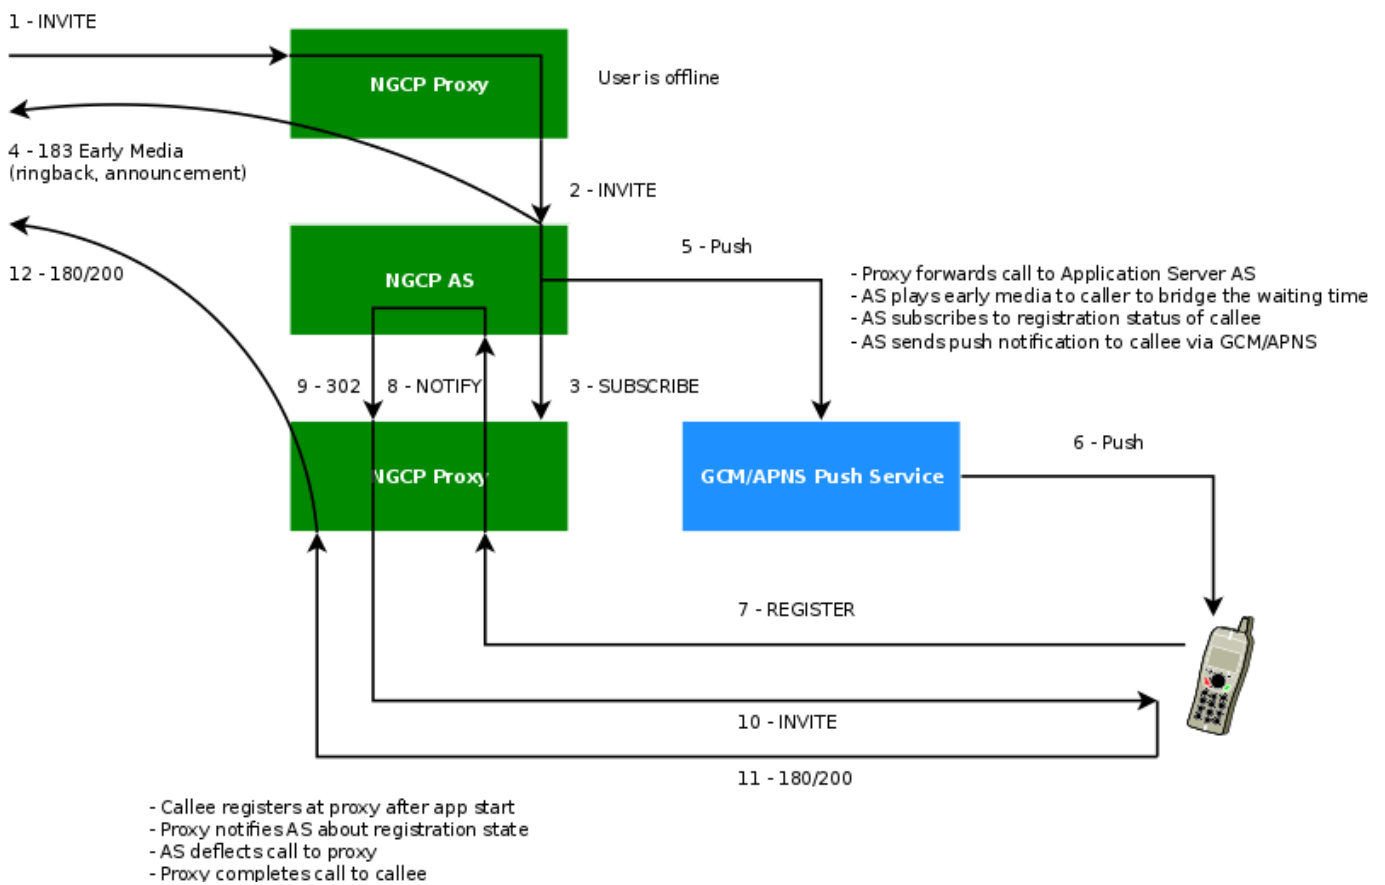 1 - INVITE
NGCP Proxy
User is offline
4 - 183 Early Media
(ringback, announcement)
2 - INVITE
5 - Push
12 - 180/200
NGCP AS
- Proxy forwards call to Application Server AS
- AS plays early media to caller to bridge the waiting time
- AS subscribes to registration status of callee
- AS sends push notification to callee via GCM/APNS
9 - 302
8 - NOTIFY
3 - SUBSCRIBE
6 - Push
NGCP Proxy
GCM/APNS Push Service
7 - REGISTER
10 - INVITE
11 - 180/200
- Callee registers at proxy after app start
- Proxy notifies AS about registration state
- AS deflects call to proxy
- Proxy completes call to callee